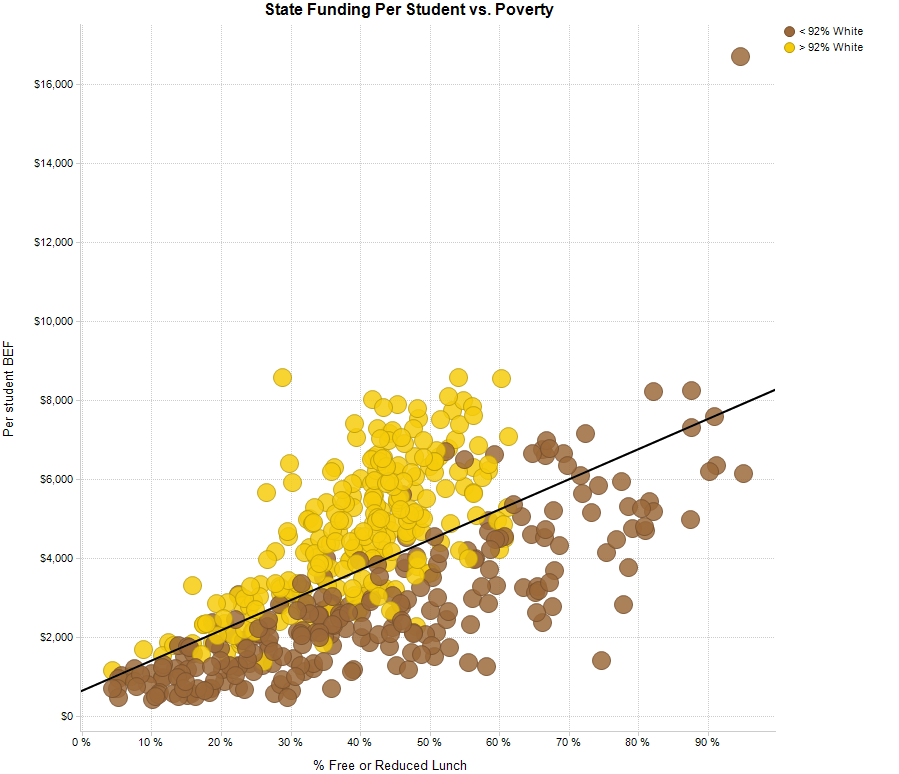 State Funding Per Student vs. Poverty
< 92% White
> 92% White
$16,000
$14,000
$12,000
$10,000
$8,000
$6,000
$4,000
$2,000
$0
Per student BEF
0 % 10 % 20 % 30 % 40 % 50 % 60 % 70 % 80 % 90 %
% Free or Reduced Lunch